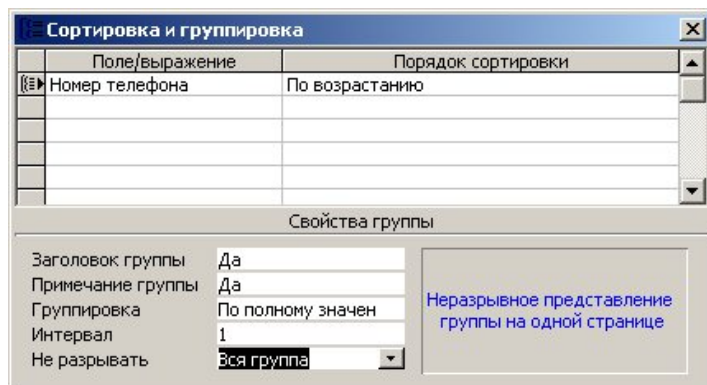 Сортировка и группировка
Поле/выражение Порядок сортировки
Номер телефона По возрастанию
Свойства группы
Заголовок группы Да
Примечание группы Да
Группировка По полному значен
Интервал 1
Не разрывать Вся группа
Неразрывное представление
группы на одной странице